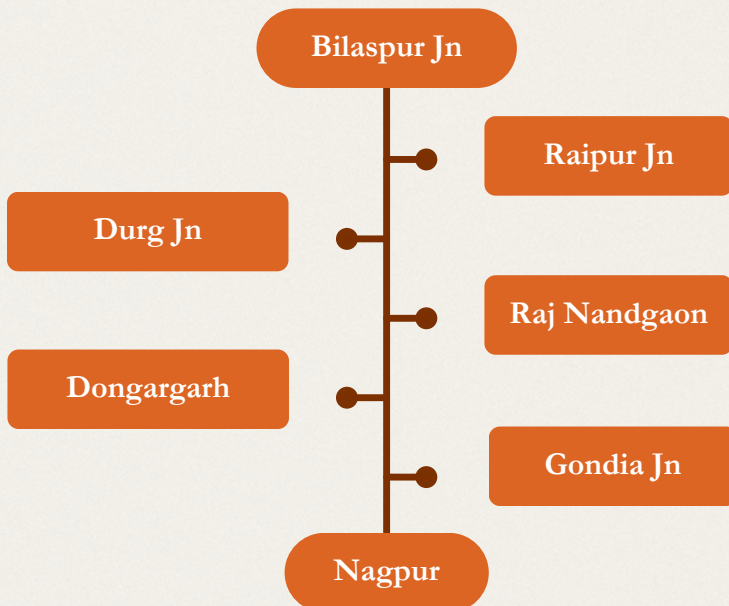 Bilaspur Jn
Raipur Jn
Durg Jn
Raj Nandgaon
Dongargarh
Gondia Jn
Nagpur